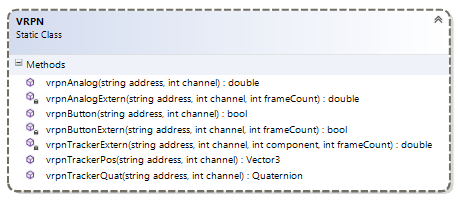 VRPN
Static Class
Methods
vrpnAnalog(string address, int channel) : double
vrpnAnalogExtern(string address, int channel, int frameCount) : double
vrpnButton(string address, int channel) : bool
vrpnButtonExtern(string address, int channel, int frameCount) : bool
vrpnTrackerExtern(string address, int channel, int component, int frameCount) : double
vrpnTrackerPos(string address, int channel) : Vector3
vrpnTrackerQuat(string address, int channel) : Quaternion